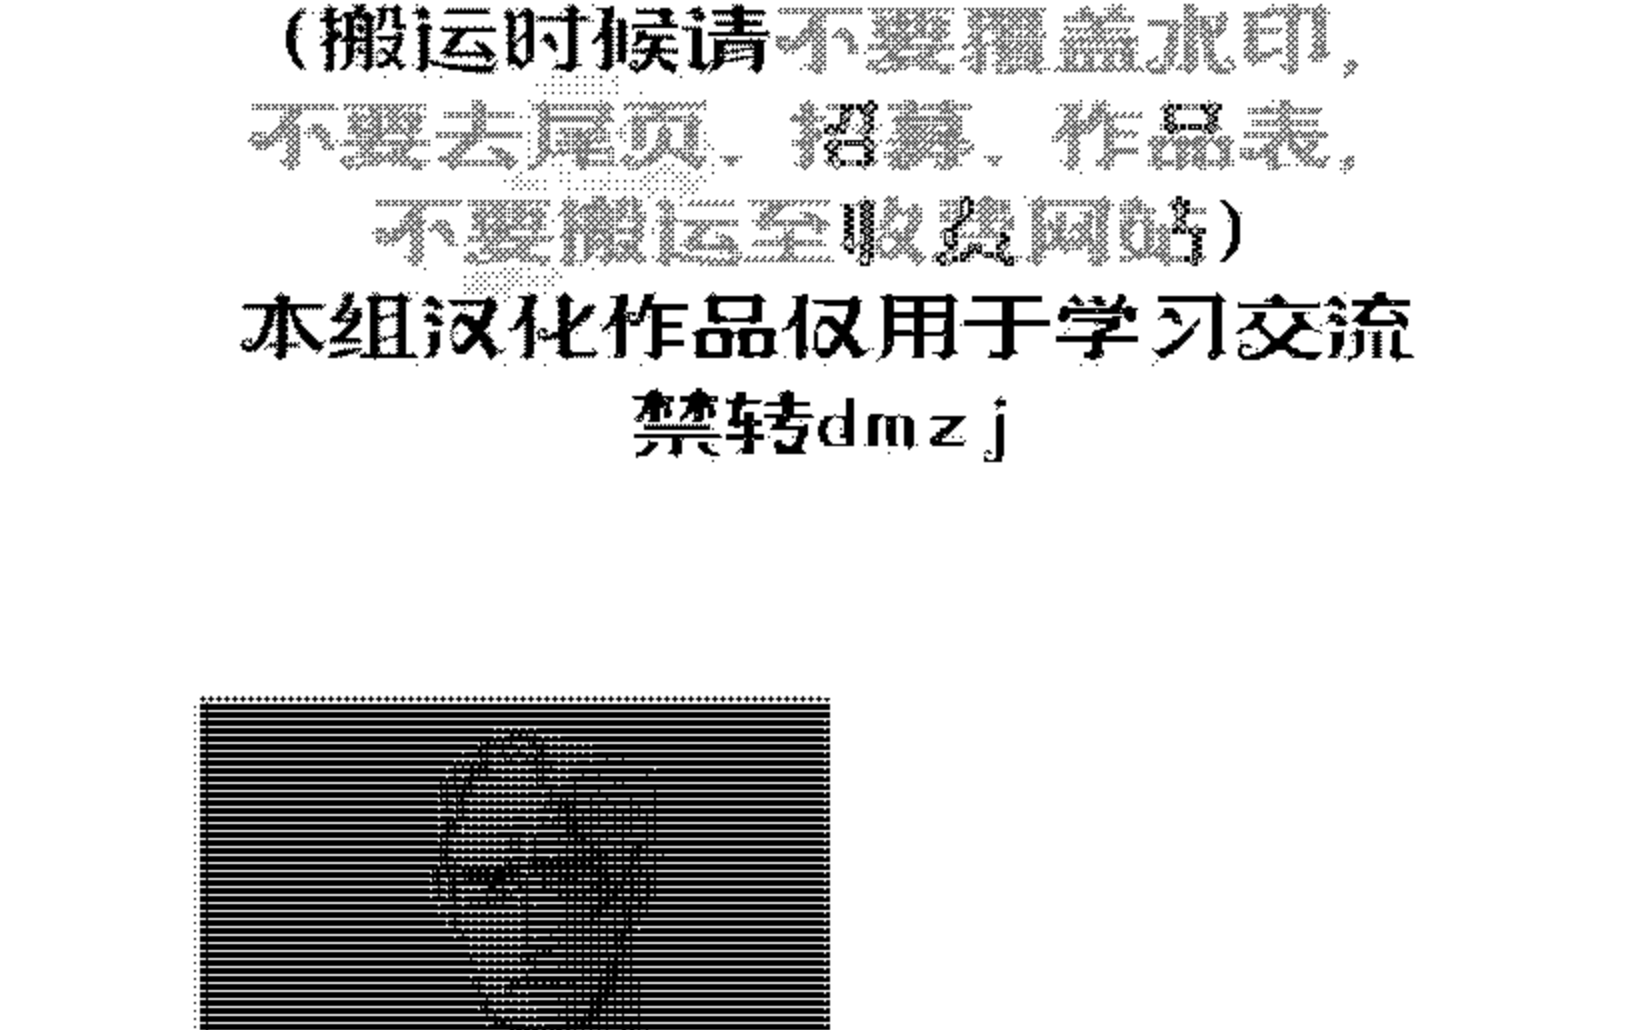 (搬运时候请不要覆盖水印,
不要去尾页、招募、作品表,
不要搬运至收费网站)
本组汉化作品仅用于学习交流
禁转dmzj